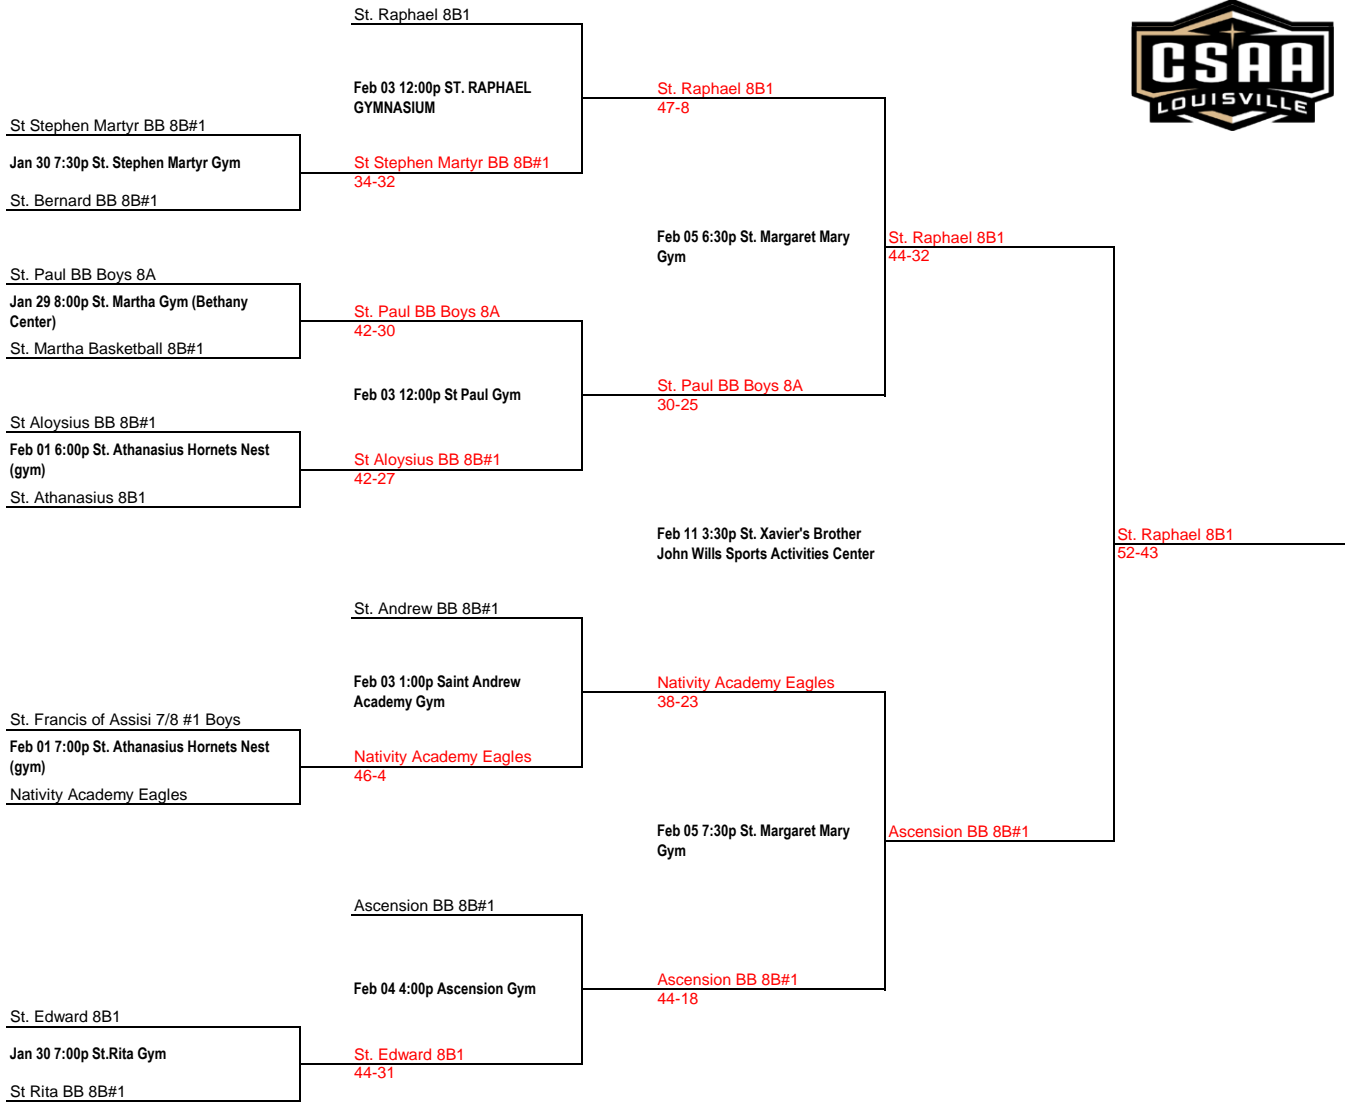 St. Raphael 8B1
CSAA
LOUISVILLE
Feb 03 12:00p ST. RAPHAEL
GYMNASIUM
St. Raphael 8B1
47-8
St Stephen Martyr BB 8B#1
Jan 30 7:30p St. Stephen Martyr Gym
St Stephen Martyr BB 8B#1
34-32
St. Bernard BB 8B#1
Feb 05 6:30p St. Margaret Mary
Gym
St. Raphael 8B1
44-32
St. Paul BB Boys 8A
Jan 29 8:00p St. Martha Gym (Bethany
Center)
St. Paul BB Boys 8A
42-30
St. Martha Basketball 8B#1
Feb 03 12:00p St Paul Gym
St. Paul BB Boys 8A
30-25
St Aloysius BB 8B#1
Feb 01 6:00p St. Athanasius Hornets Nest
(gym)
St Aloysius BB 8B#1
42-27
St. Athanasius 8B1
Feb 11 3:30p St. Xavier's Brother
John Wills Sports Activities Center
St. Raphael 8B1
52-43
St. Andrew BB 8B#1
Feb 03 1:00p Saint Andrew
Academy Gym
Nativity Academy Eagles
38-23
St. Francis of Assisi 7/8 #1 Boys
Feb 01 7:00p St. Athanasius Hornets Nest
(gym)
Nativity Academy Eagles
46-4
Nativity Academy Eagles
Feb 05 7:30p St. Margaret Mary
Gym
Ascension BB 8B#1
Ascension BB 8B#1
Feb 04 4:00p Ascension Gym
Ascension BB 8B#1
44-18
St. Edward 8B1
Jan 30 7:00p St.Rita Gym
St. Edward 8B1
44-31
St Rita BB 8B#1